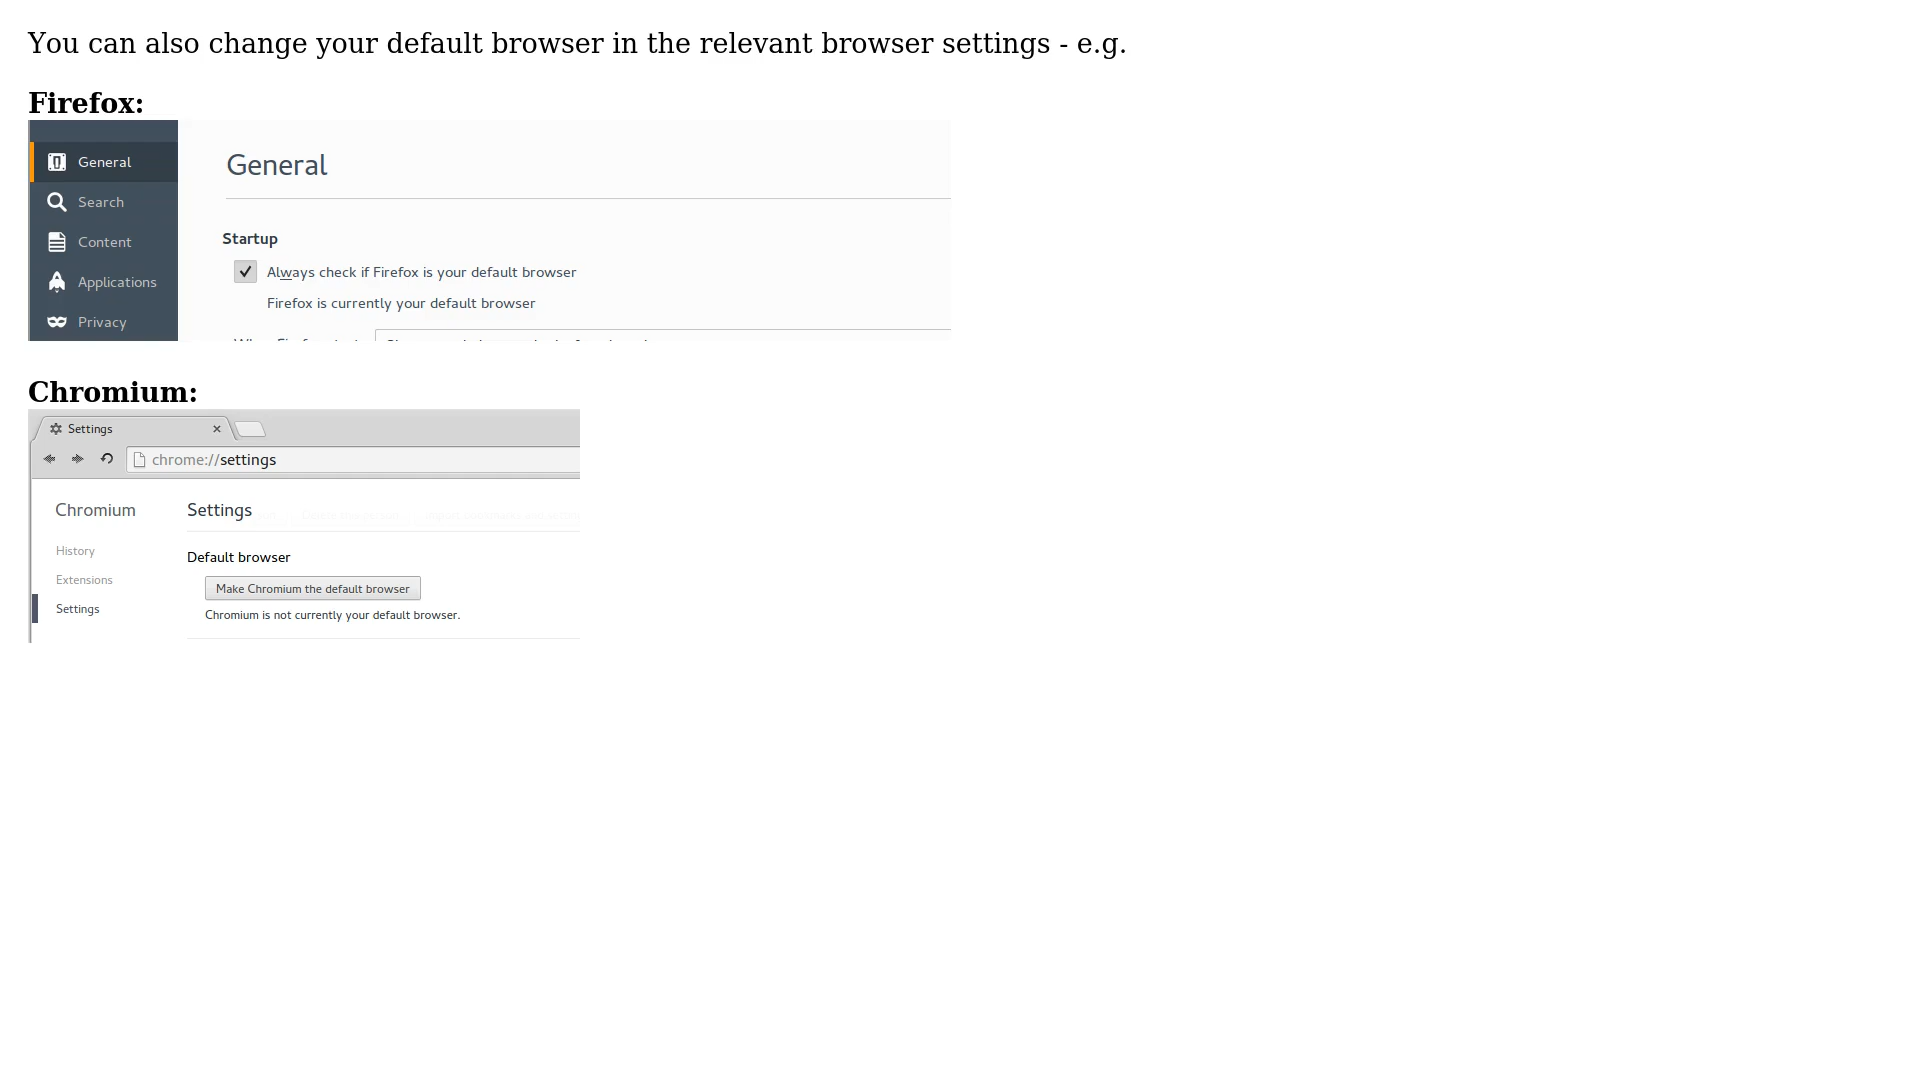 You can also change your default browser in the relevant browser settings - e.g.
Firefox:
General
Search
Content
Applications
Privacy
General
Startup
Always check if Firefox is your default browser
Firefox is currently your default browser
Chromium:
Settings
chrome://settings
Chromium
History
Extensions
Settings
Settings
Default browser
Make Chromium the default browser
Chromium is not currently your default browser.